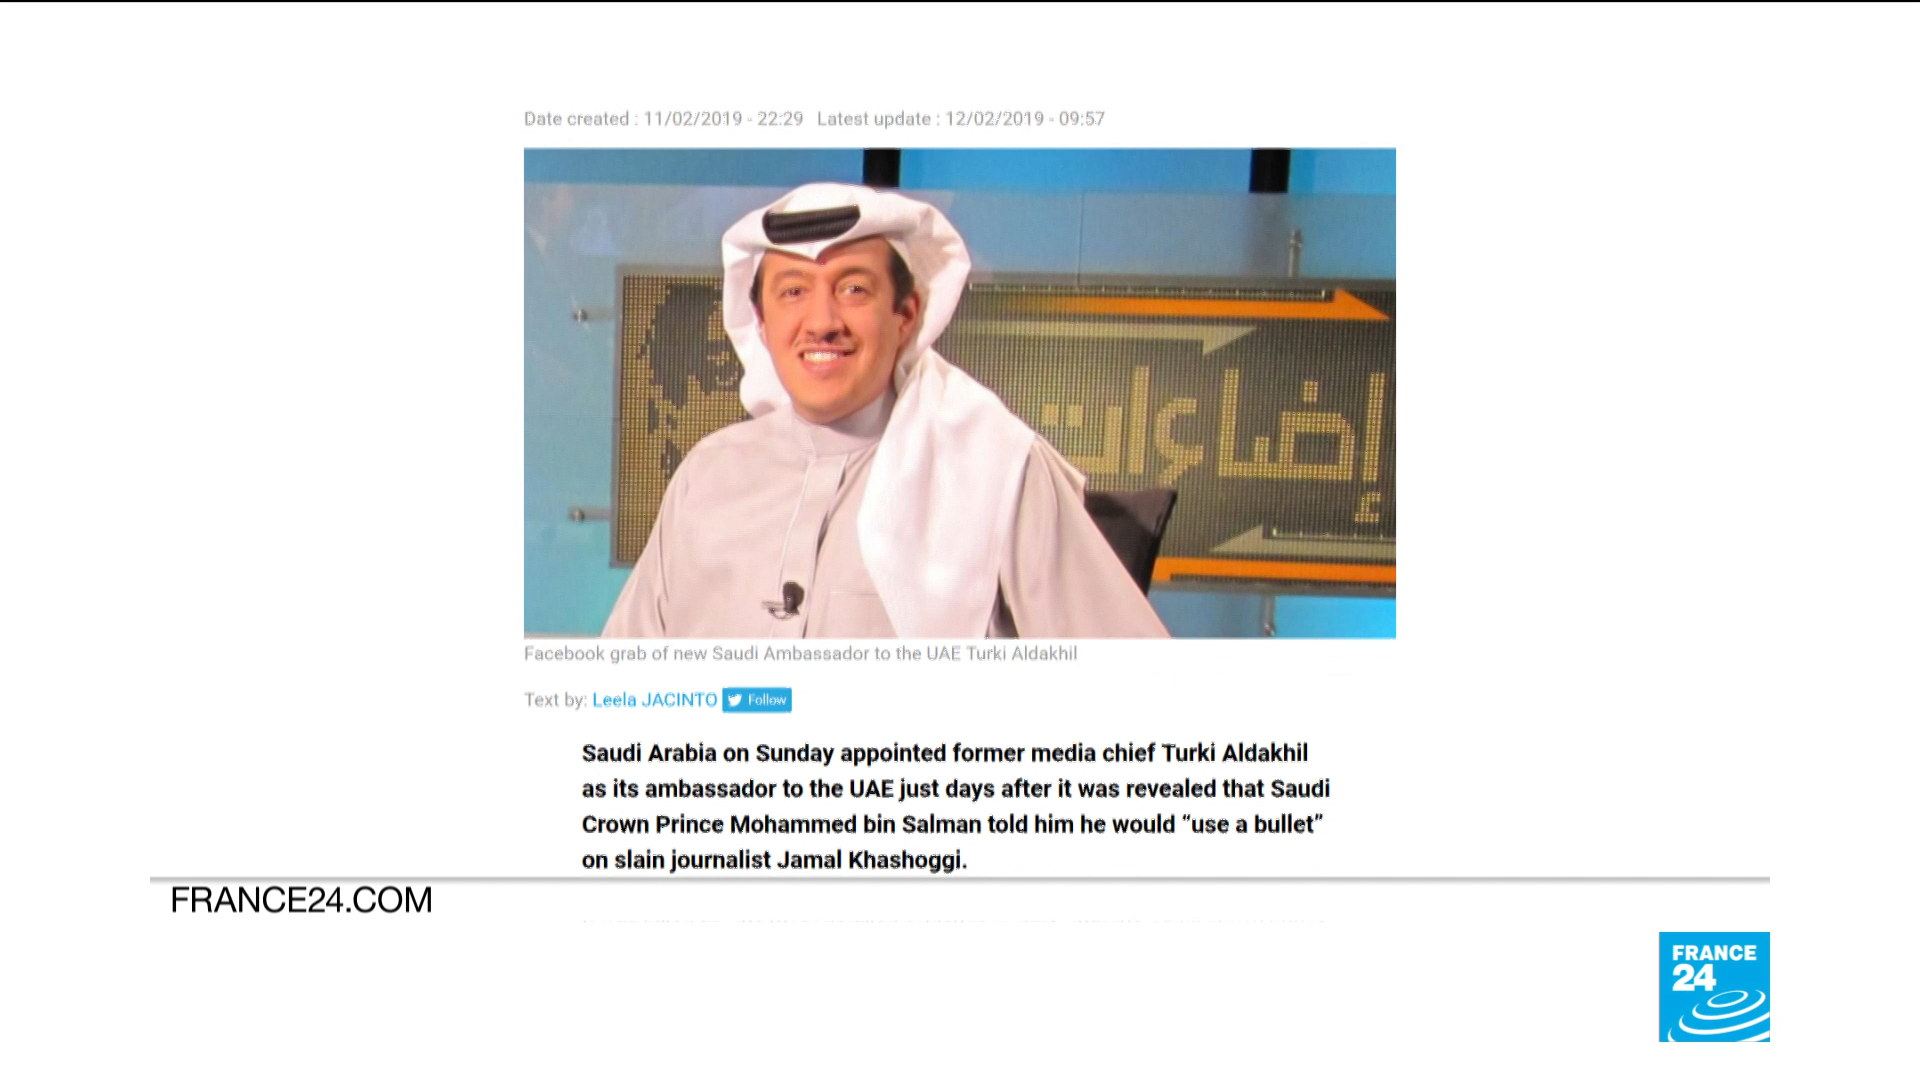 Date created : 11/02/2019 - 22:29 Latest update : 12/02/2019 - 09:57
إضاءات
Facebook grab of new Saudi Ambassador to the UAE Turki Aldakhil
Text by: Leela JACINTO Follow
Saudi Arabia on Sunday appointed former media chief Turki Aldakhil
as its ambassador to the UAE just days after it was revealed that Saudi
Crown Prince Mohammed bin Salman told him he would “use a bullet”
on slain journalist Jamal Khashoggi.
FRANCE24.COM
FRANCE
24